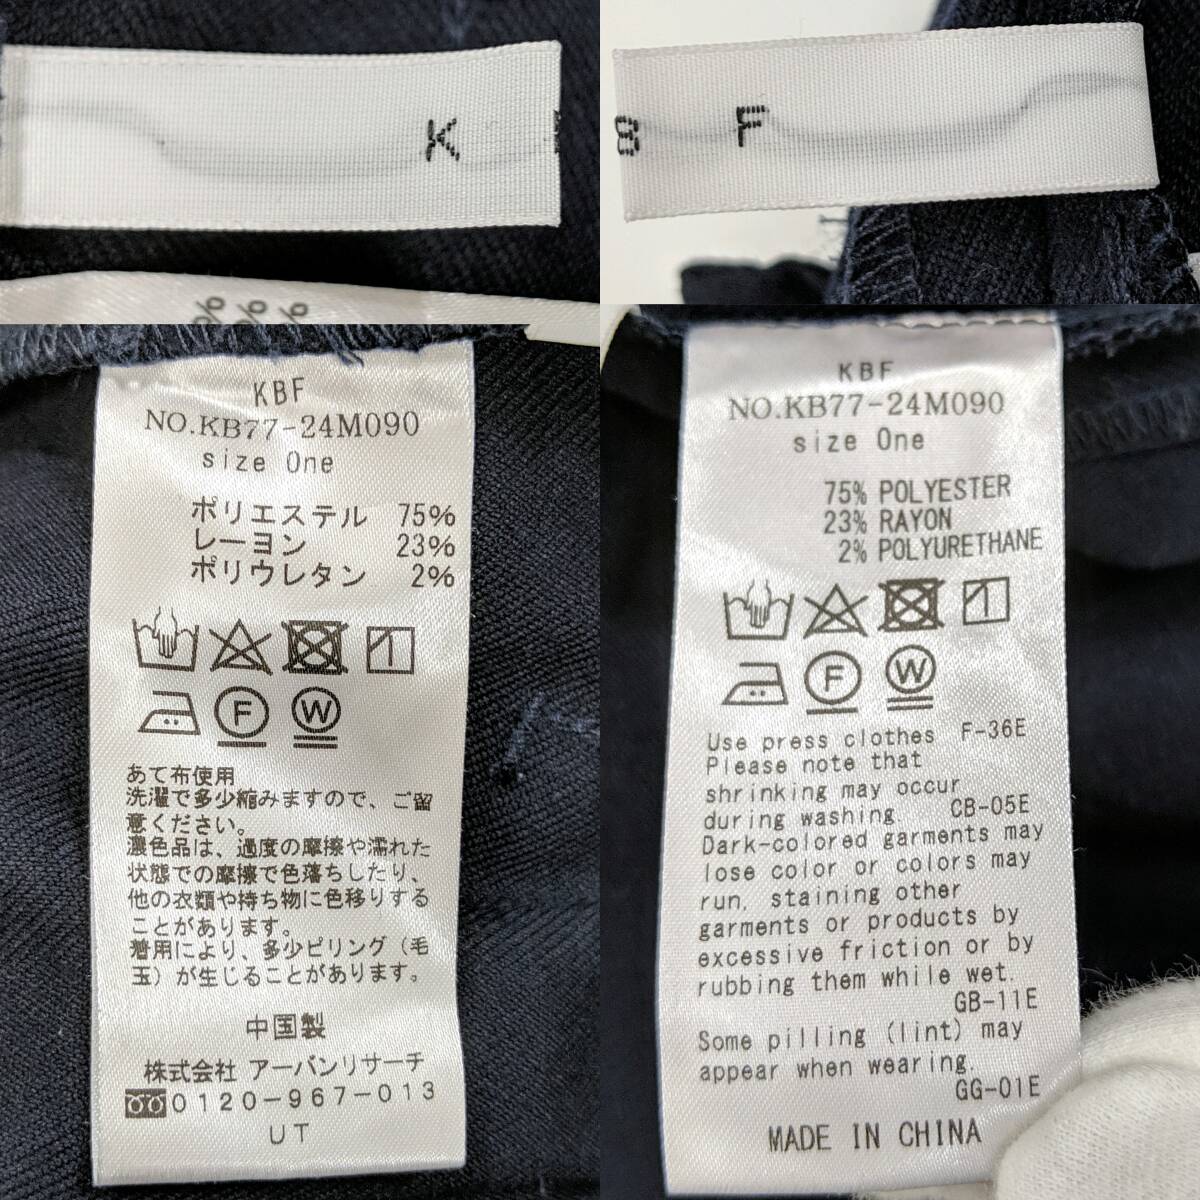 K
B F
KBF
NO.KB77-24M090
size One
ポリエステル 75%
レーヨン 23%
ポリウレタン 2%
F
W
あて布使用
洗濯で多少縮みますので、ご留
意ください。
濃色品は、過度の摩擦や濡れた
状態での摩擦で色落ちしたり、
他の衣類や持ち物に色移りする
ことがあります。
着用により、多少ピリング(毛
玉)が生じることがあります。
中国製
株式会社 アーバンリサーチ
0120-967-013
UT
KBF
NO.KB77-24M090
size One
75% POLYESTER
23% RAYON
2% POLYURETHANE
F
W
Use press clothes F-36E
Please note that
shrinking may occur
during washing. CB-05E
Dark-colored garments may
lose color or colors may
run, staining other
garments or products by
excessive friction or by
rubbing them while wet.
GB-11E
Some pilling (lint) may
appear when wearing.
GG-01E
MADE IN CHINA
%
%
%